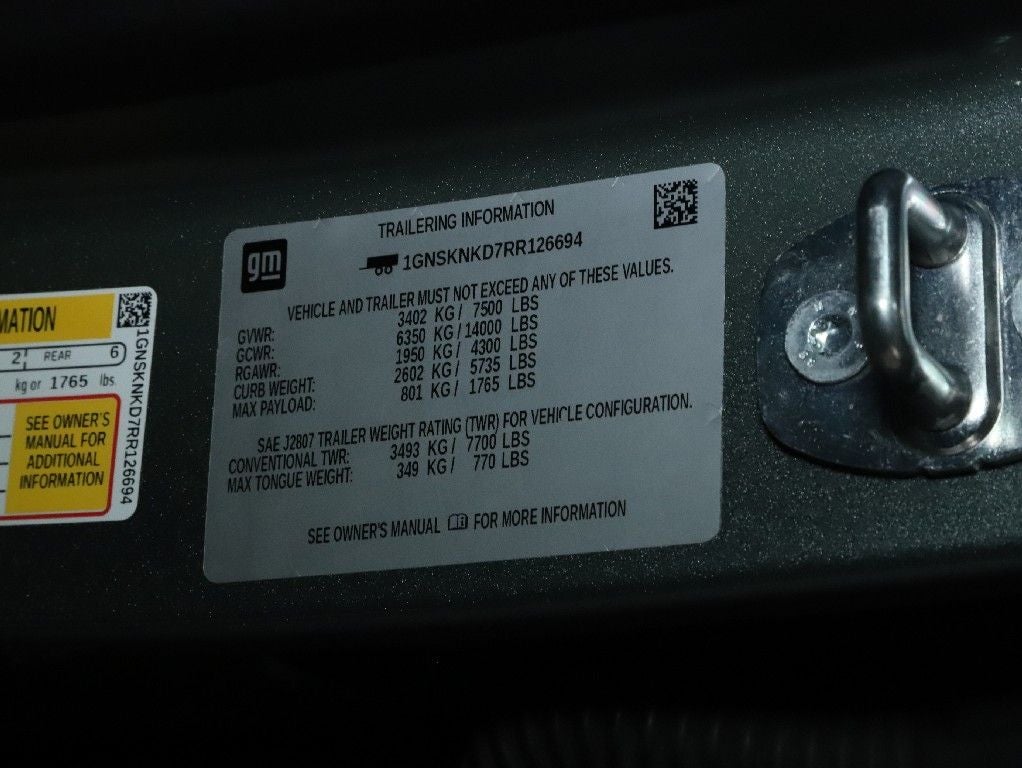 MATION
2 REAR 6
kg or 1765 lbs.
SEE OWNER'S
MANUAL FOR
ADDITIONAL
INFORMATION
1GNSKNKD7RR126694
gm
TRAILERING INFORMATION
1GNSKNKD7RR126694
VEHICLE AND TRAILER MUST NOT EXCEED ANY OF THESE VALUES.
GVWR: 3402 KG / 7500 LBS
GCWR: 6350 KG / 14000 LBS
RGAWR: 1950 KG / 4300 LBS
CURB WEIGHT: 2602 KG / 5735 LBS
MAX PAYLOAD: 801 KG / 1765 LBS
SAE J2807 TRAILER WEIGHT RATING (TWR) FOR VEHICLE CONFIGURATION.
CONVENTIONAL TWR: 3493 KG / 7700 LBS
MAX TONGUE WEIGHT: 349 KG / 770 LBS
SEE OWNER'S MANUAL FOR MORE INFORMATION